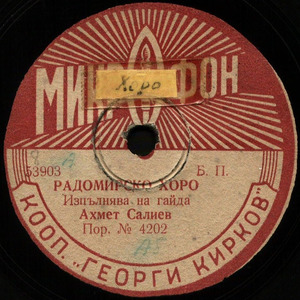 МИКРОФОН
Хоро
53903
Б. П.
РАДОМИРСКО ХОРО
Изпълнява на гайда
Ахмет Салиев
Пор. № 4202
КООП. „ГЕОРГИ КИРКОВ"